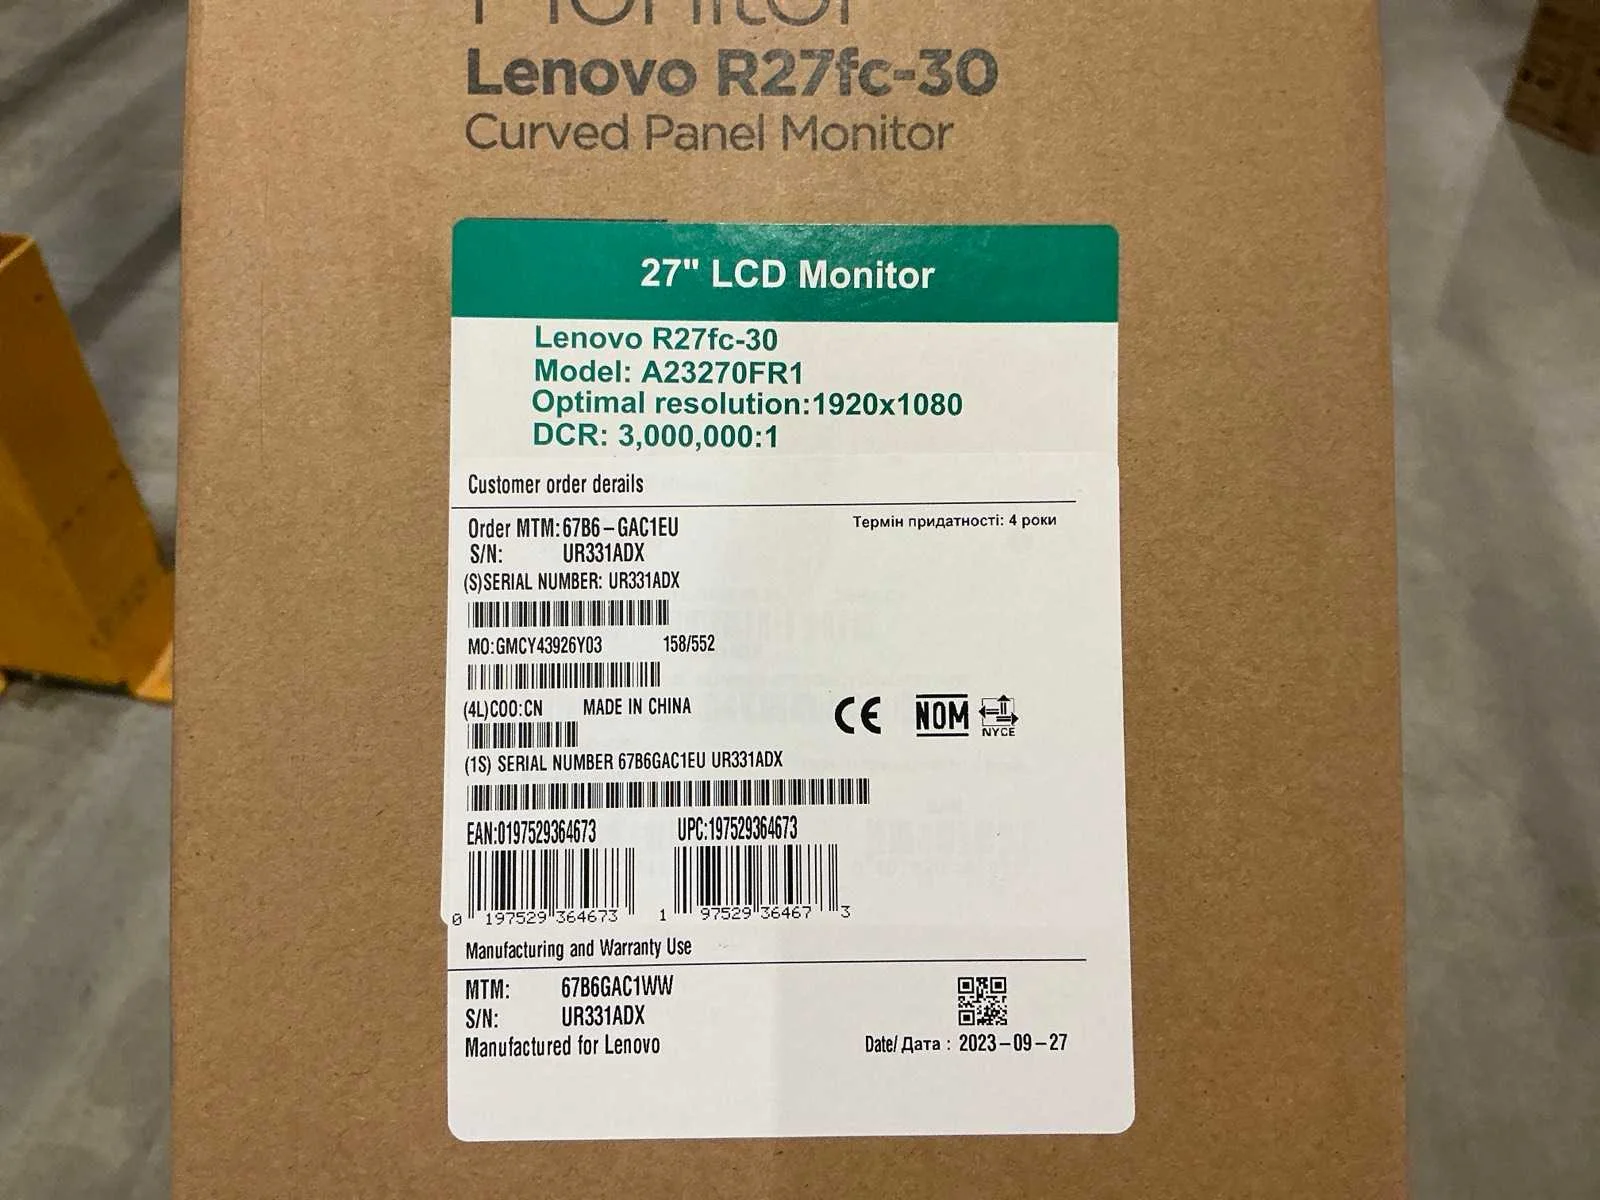 Monitor
Lenovo R27fc-30
Curved Panel Monitor
27" LCD Monitor
Lenovo R27fc-30
Model: A23270FR1
Optimal resolution:1920x1080
DCR: 3,000,000:1
Customer order derails
Order MTM:67B6-GAC1EU
Термін придатності: 4 роки
S/N: UR331ADX
(S)SERIAL NUMBER: UR331ADX
MO:GMCY43926Y03 158/552
(4L)COO:CN MADE IN CHINA
CE NOM NYCE
(1S) SERIAL NUMBER 67B6GAC1EU UR331ADX
EAN:0197529364673 UPC:197529364673
0 197529 364673 1 97529 36467 3
Manufacturing and Warranty Use
MTM: 67B6GAC1WW
S/N: UR331ADX
Manufactured for Lenovo
Date/Дата : 2023-09-27